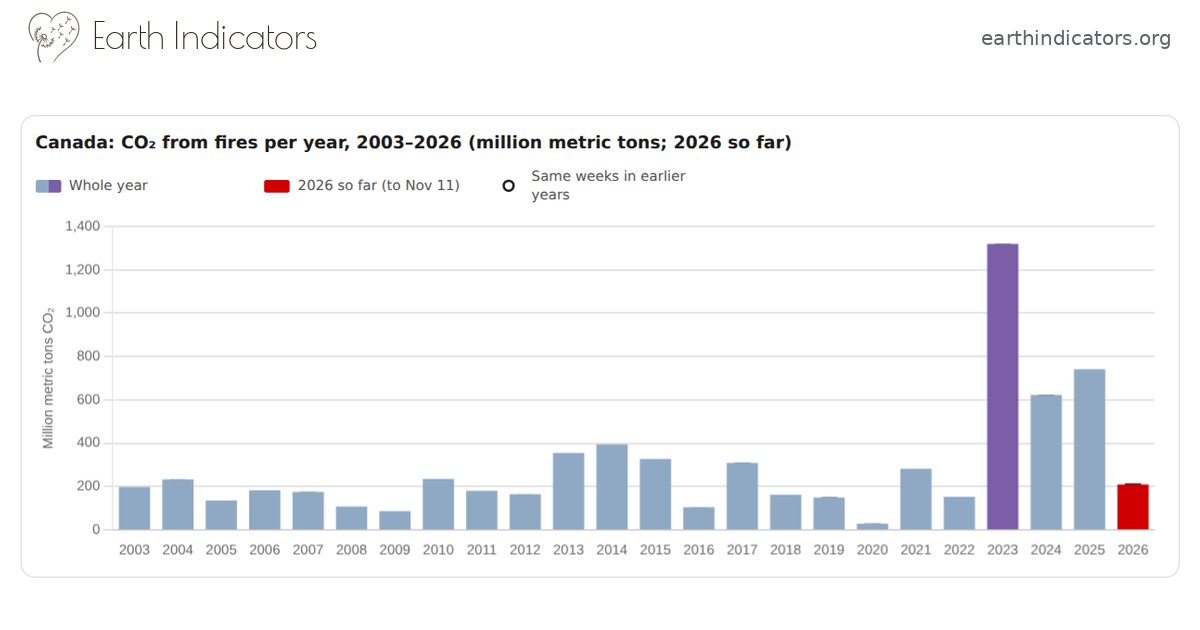 Earth Indicators
earthindicators.org
Canada: CO₂ from fires per year, 2003–2026 (million metric tons; 2026 so far)
Whole year
2026 so far (to Nov 11)
Same weeks in earlier
years
Million metric tons CO₂
1,400
1,200
1,000
800
600
400
200
0
2003 2004 2005 2006 2007 2008 2009 2010 2011 2012 2013 2014 2015 2016 2017 2018 2019 2020 2021 2022 2023 2024 2025 2026